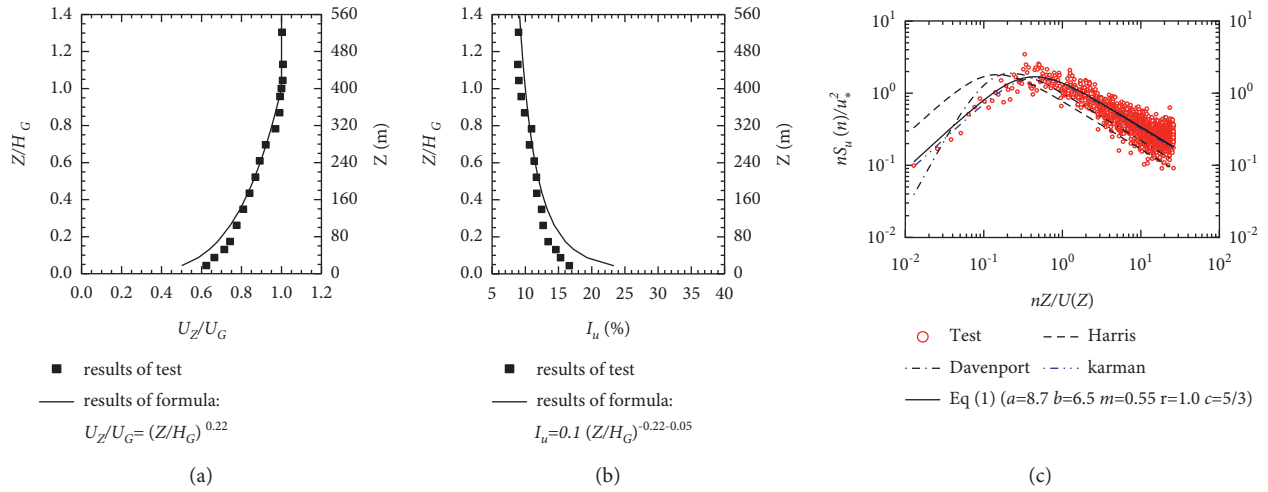 1.4
1.2
1.0
0.8
0.6
0.4
0.2
0.0
Z/H_G
560
480
400
320
240
160
80
0
Z (m)
0.0 0.2 0.4 0.6 0.8 1.0 1.2
U_Z/U_G
results of test
results of formula:
U_Z/U_G= (Z/H_G)^0.22
(a)
1.4
1.2
1.0
0.8
0.6
0.4
0.2
0.0
Z/H_G
560
480
400
320
240
160
80
0
Z (m)
5 10 15 20 25 30 35 40
I_u (%)
results of test
results of formula:
I_u=0.1 (Z/H_G)^-0.22-0.05
(b)
10^1
10^0
10^-1
10^-2
nS_u (n)/u_*^2
10^1
10^0
10^-1
10^-2
10^-2 10^-1 10^0 10^1 10^2
nZ/U(Z)
Test Harris
Davenport karman
Eq (1) (a=8.7 b=6.5 m=0.55 r=1.0 c=5/3)
(c)